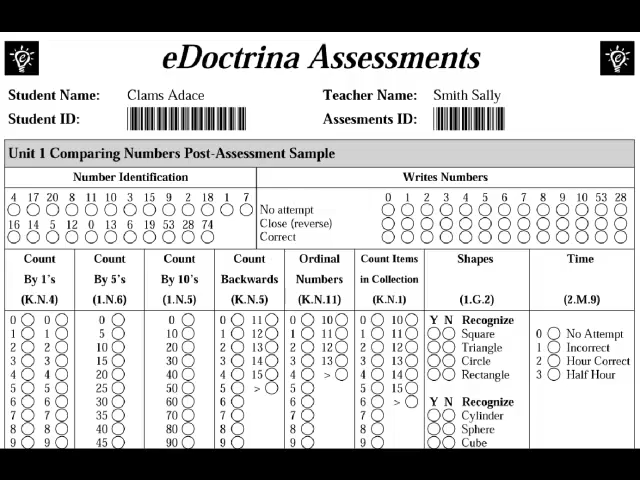 eDoctrina Assessments
Student Name: Clams Adace Teacher Name: Smith Sally
Student ID: Assesments ID:
Unit 1 Comparing Numbers Post-Assessment Sample
Number Identification Writes Numbers
4 17 20 8 11 10 3 15 9 2 18 1 7 0 1 2 3 4 5 6 7 8 9 10 53 28
No attempt
16 14 5 12 0 13 6 19 53 28 74 Close (reverse)
Correct
Count Count Count Count Ordinal Count Items Shapes Time
By 1's By 5's By 10's Backwards Numbers in Collection
(K.N.4) (1.N.6) (1.N.5) (K.N.5) (K.N.11) (K.N.1) (1.G.2) (2.M.9)
0 0 0 0 0 11 0 10 0 10 Y N Recognize
1 1 5 10 1 12 1 11 1 11 Square 0 No Attempt
2 2 10 20 2 13 2 12 2 12 Triangle 1 Incorrect
3 3 15 30 3 14 3 13 3 13 Circle 2 Hour Correct
4 4 20 40 4 15 4 > 4 14 Rectangle 3 Half Hour
5 5 25 50 5 > 5 5 15
6 6 30 60 6 6 6 > Y N Recognize
7 7 35 70 7 7 7 Cylinder
8 8 40 80 8 8 8 Sphere
9 9 45 90 9 9 9 Cube